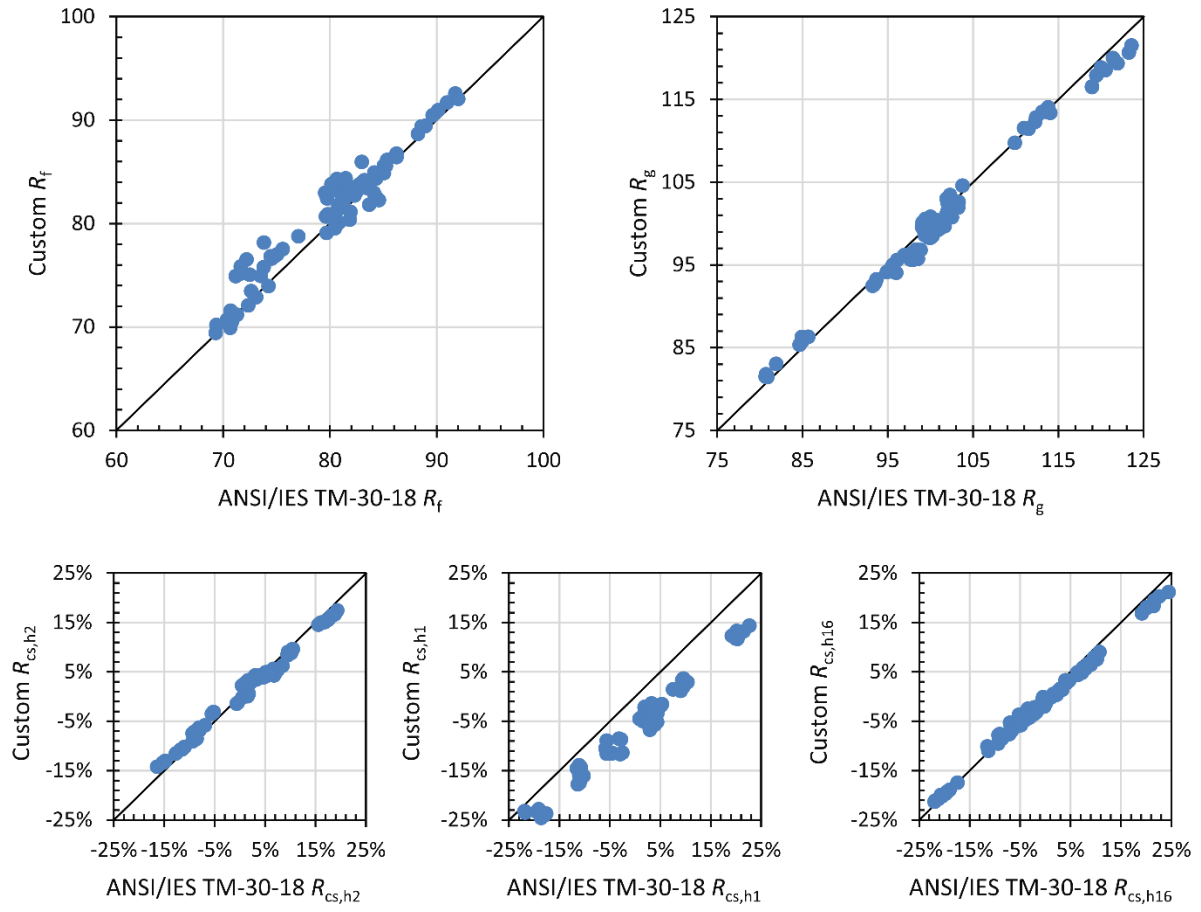 100
90
80
70
60
Custom Rf
60 70 80 90 100
ANSI/IES TM-30-18 Rf
125
115
105
95
85
75
Custom Rg
75 85 95 105 115 125
ANSI/IES TM-30-18 Rg
25%
15%
5%
-5%
-15%
-25%
Custom Rcs,h2
-25% -15% -5% 5% 15% 25%
ANSI/IES TM-30-18 Rcs,h2
25%
15%
5%
-5%
-15%
-25%
Custom Rcs,h1
-25% -15% -5% 5% 15% 25%
ANSI/IES TM-30-18 Rcs,h1
25%
15%
5%
-5%
-15%
-25%
Custom Rcs,h16
-25% -15% -5% 5% 15% 25%
ANSI/IES TM-30-18 Rcs,h16